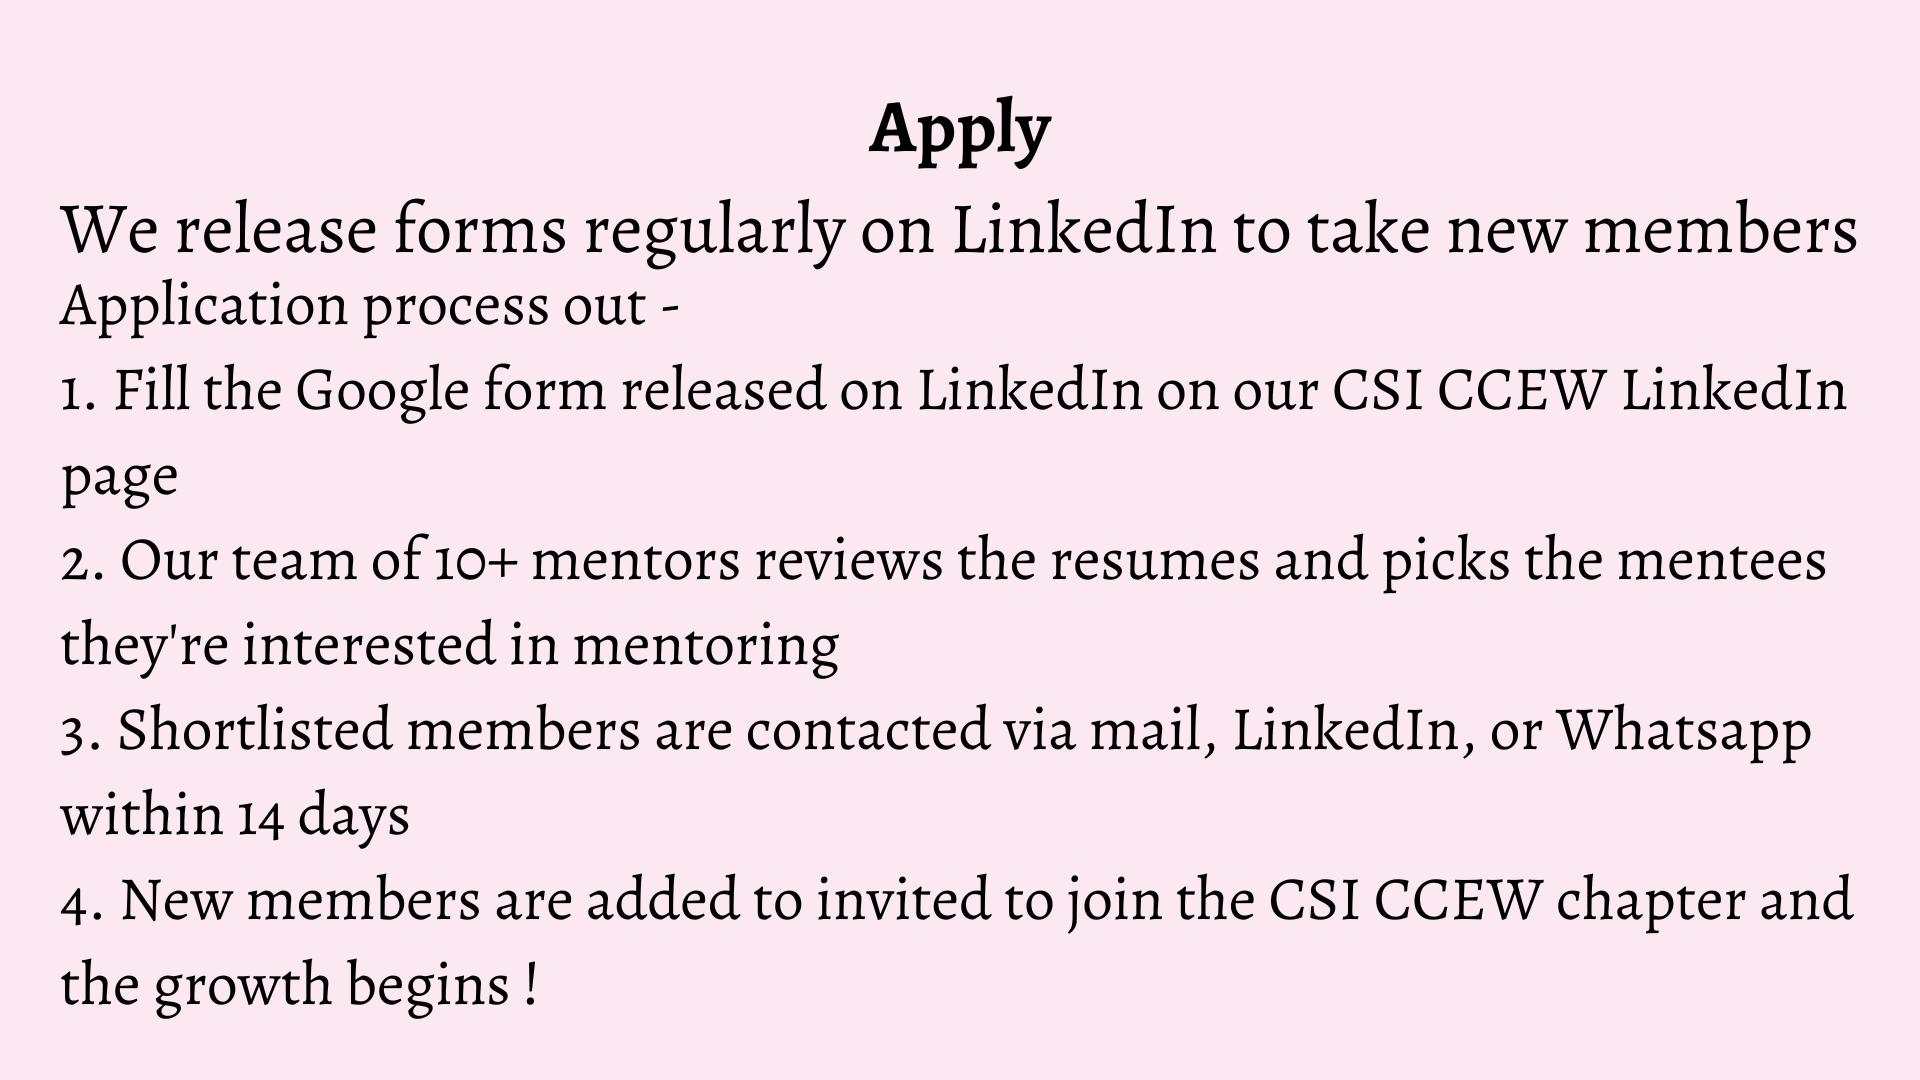 Apply
We release forms regularly on LinkedIn to take new members
Application process out -
1. Fill the Google form released on LinkedIn on our CSI CCEW LinkedIn
page
2. Our team of 10+ mentors reviews the resumes and picks the mentees
they're interested in mentoring
3. Shortlisted members are contacted via mail, LinkedIn, or Whatsapp
within 14 days
4. New members are added to invited to join the CSI CCEW chapter and
the growth begins !